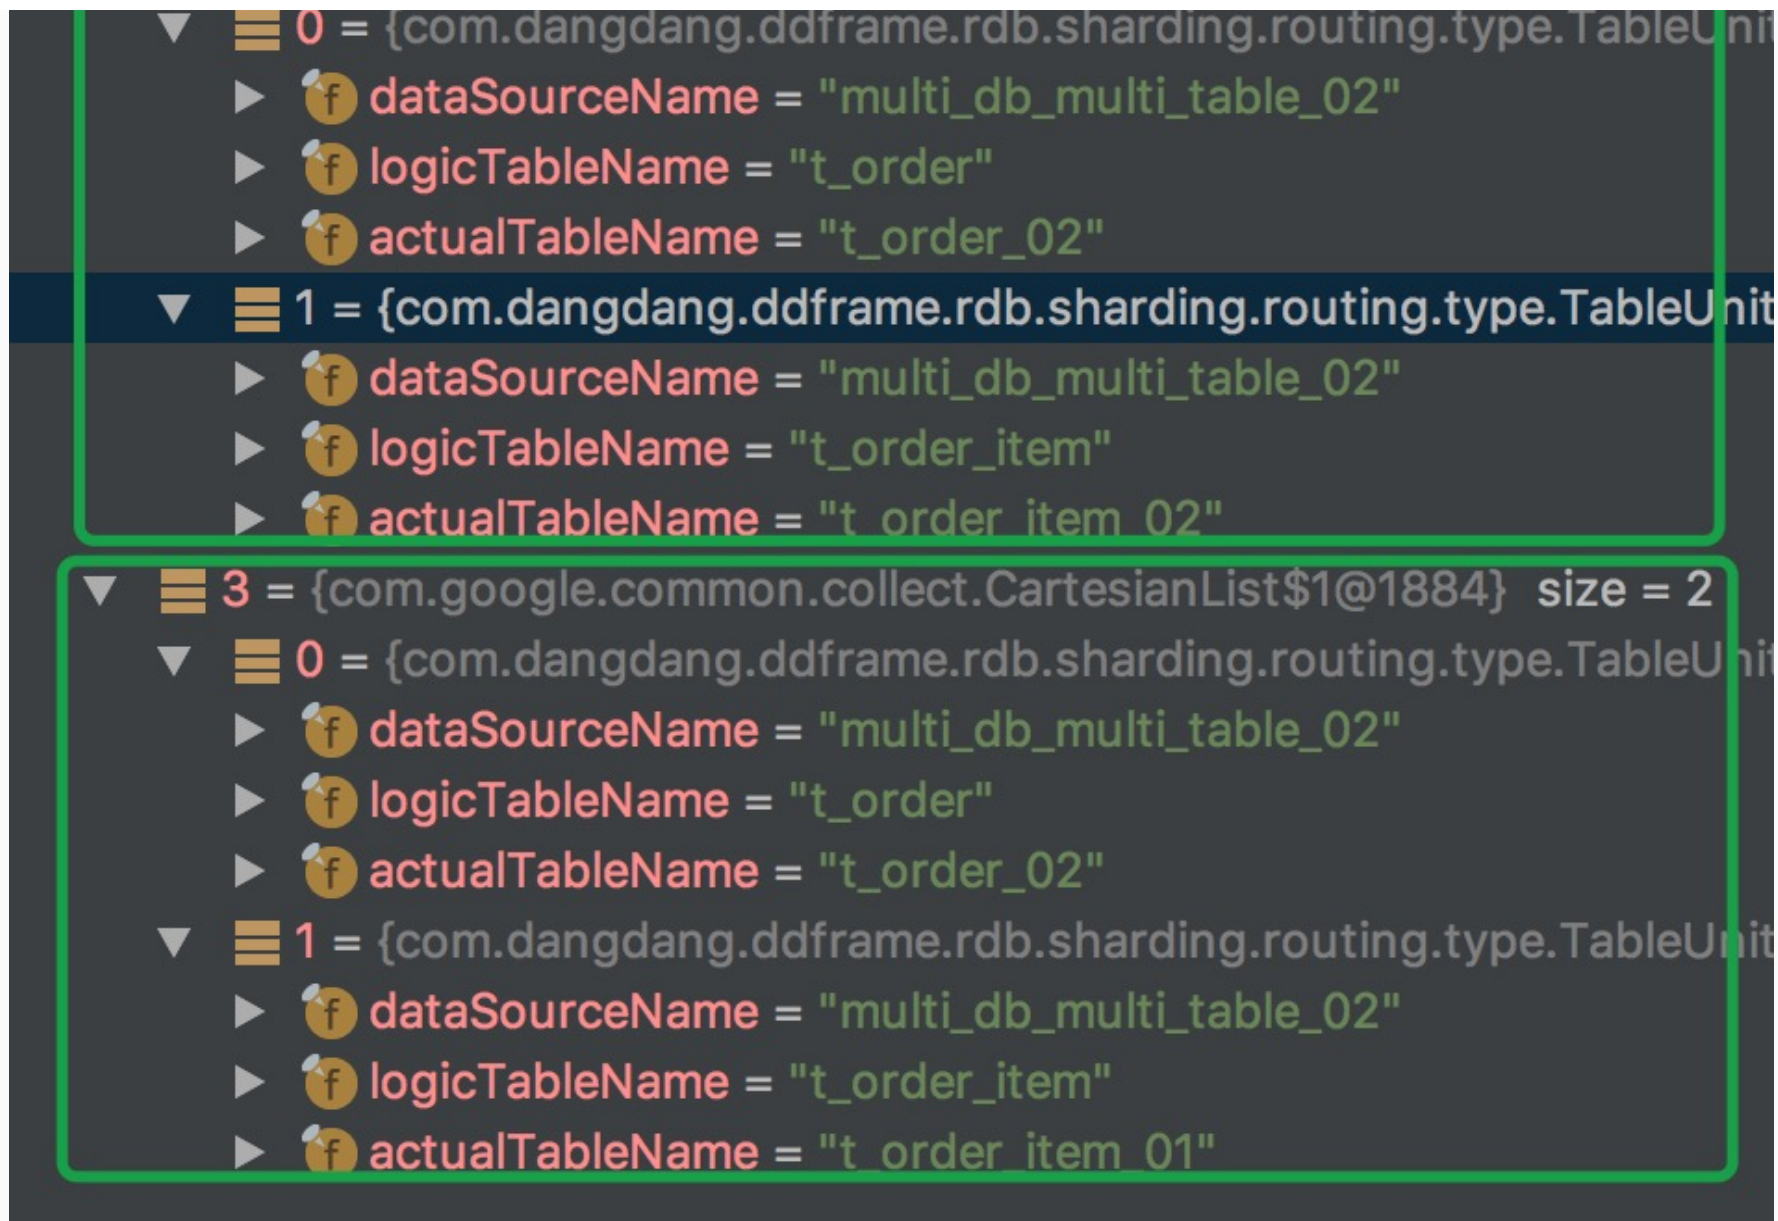 0 = {com.dangdang.ddframe.rdb.sharding.routing.type.TableUnit
f dataSourceName = "multi_db_multi_table_02"
f logicTableName = "t_order"
f actualTableName = "t_order_02"
1 = {com.dangdang.ddframe.rdb.sharding.routing.type.TableUnit
f dataSourceName = "multi_db_multi_table_02"
f logicTableName = "t_order_item"
f actualTableName = "t_order_item_02"
3 = {com.google.common.collect.CartesianList$1@1884} size = 2
0 = {com.dangdang.ddframe.rdb.sharding.routing.type.TableUnit
f dataSourceName = "multi_db_multi_table_02"
f logicTableName = "t_order"
f actualTableName = "t_order_02"
1 = {com.dangdang.ddframe.rdb.sharding.routing.type.TableUnit
f dataSourceName = "multi_db_multi_table_02"
f logicTableName = "t_order_item"
f actualTableName = "t_order_item_01"